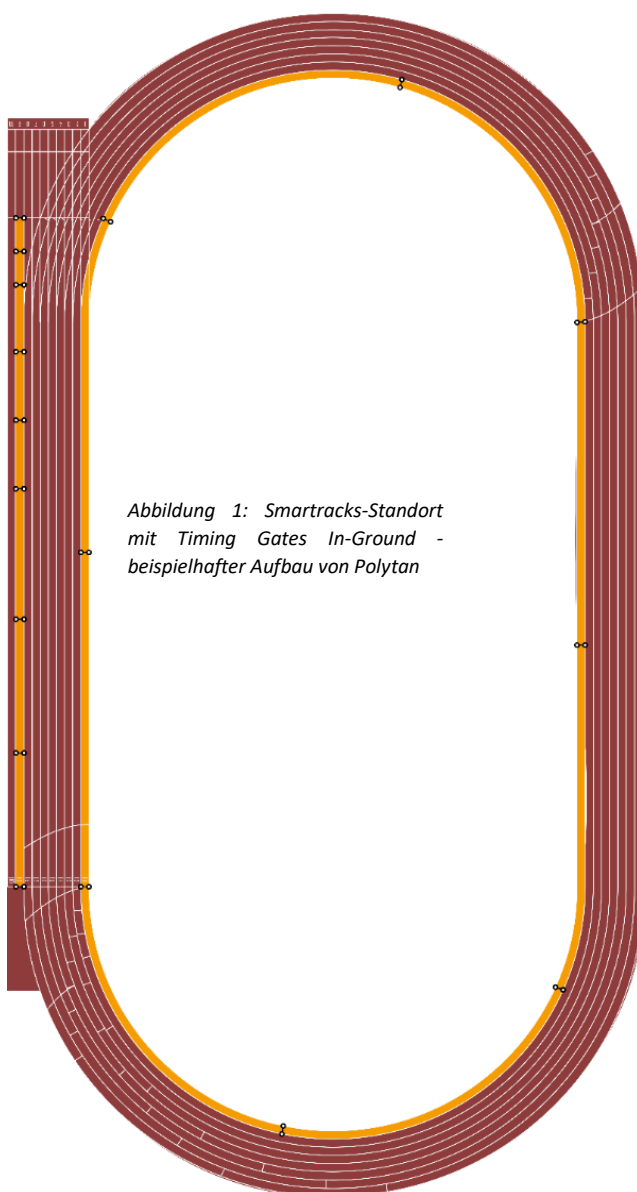 Abbildung 1: Smartracks-Standort
mit Timing Gates In-Ground -
beispielhafter Aufbau von Polytan